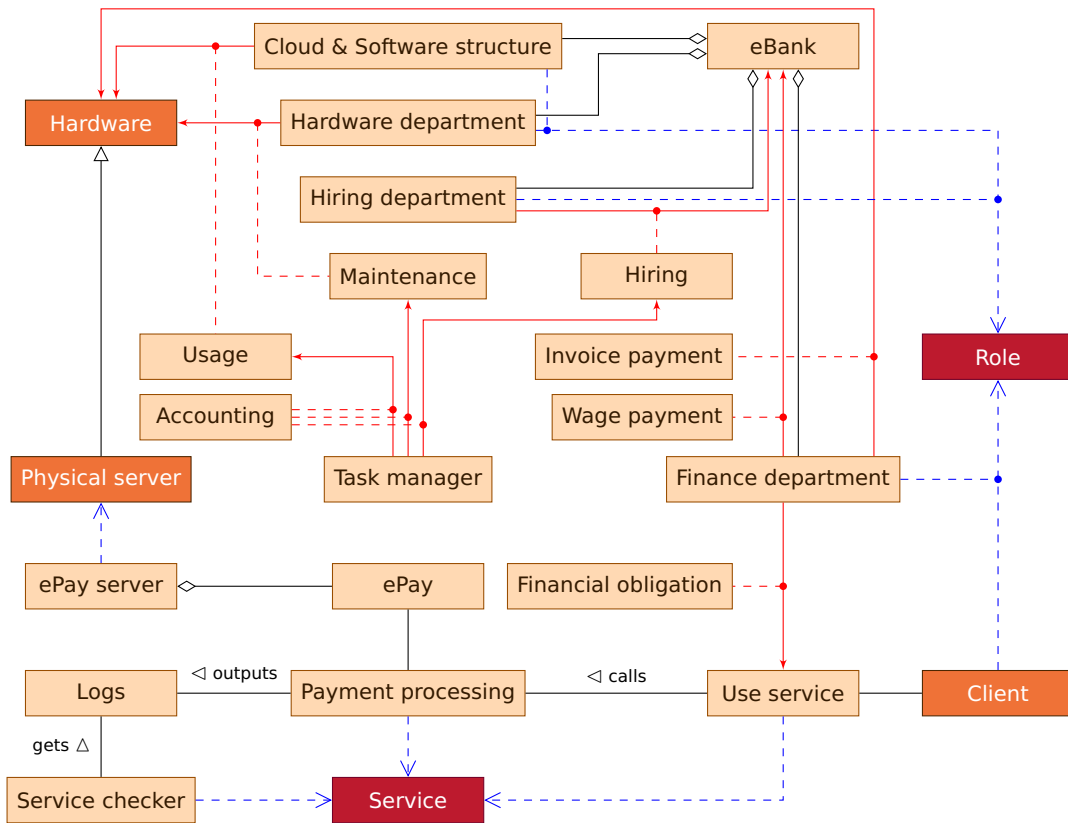 Cloud & Software structure
eBank
Hardware
Hardware department
Hiring department
Maintenance
Hiring
Usage
Invoice payment
Role
Accounting
Wage payment
Physical server
Task manager
Finance department
ePay server
ePay
Financial obligation
◁ outputs
◁ calls
Logs
Payment processing
Use service
Client
gets △
Service checker
Service